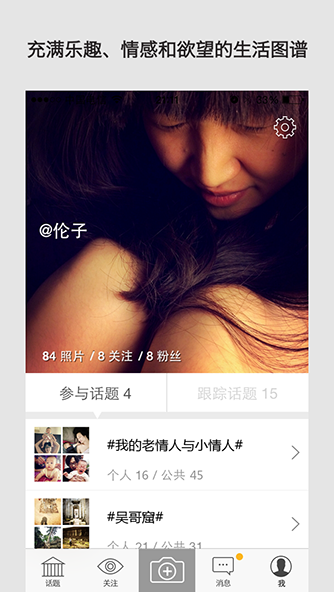 充满乐趣、情感和欲望的生活图谱
@伦子
84 照片 / 8 关注 / 8 粉丝
参与话题 4
跟踪话题 15
#我的老情人与小情人#
个人 16 / 公共 45
#吴哥窟#
个人 21 / 公共 31
话题
关注
消息
我